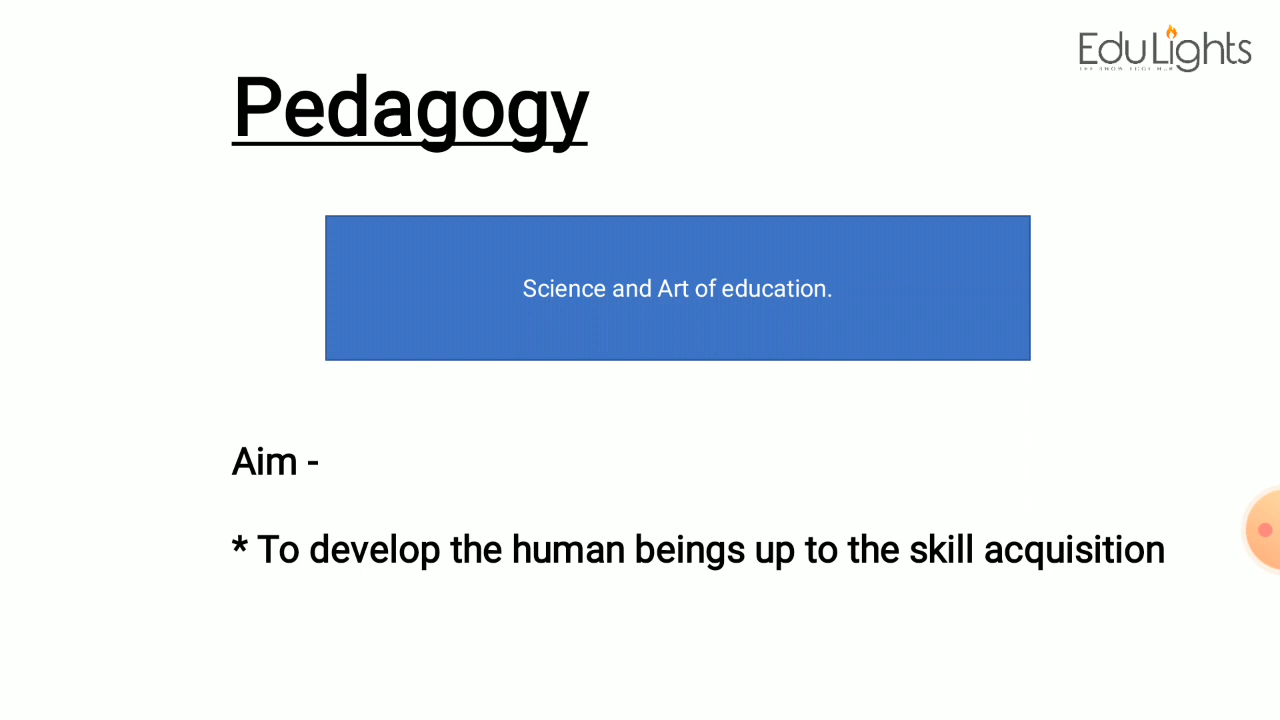 EduLights
Pedagogy
Science and Art of education.
Aim -
* To develop the human beings up to the skill acquisition